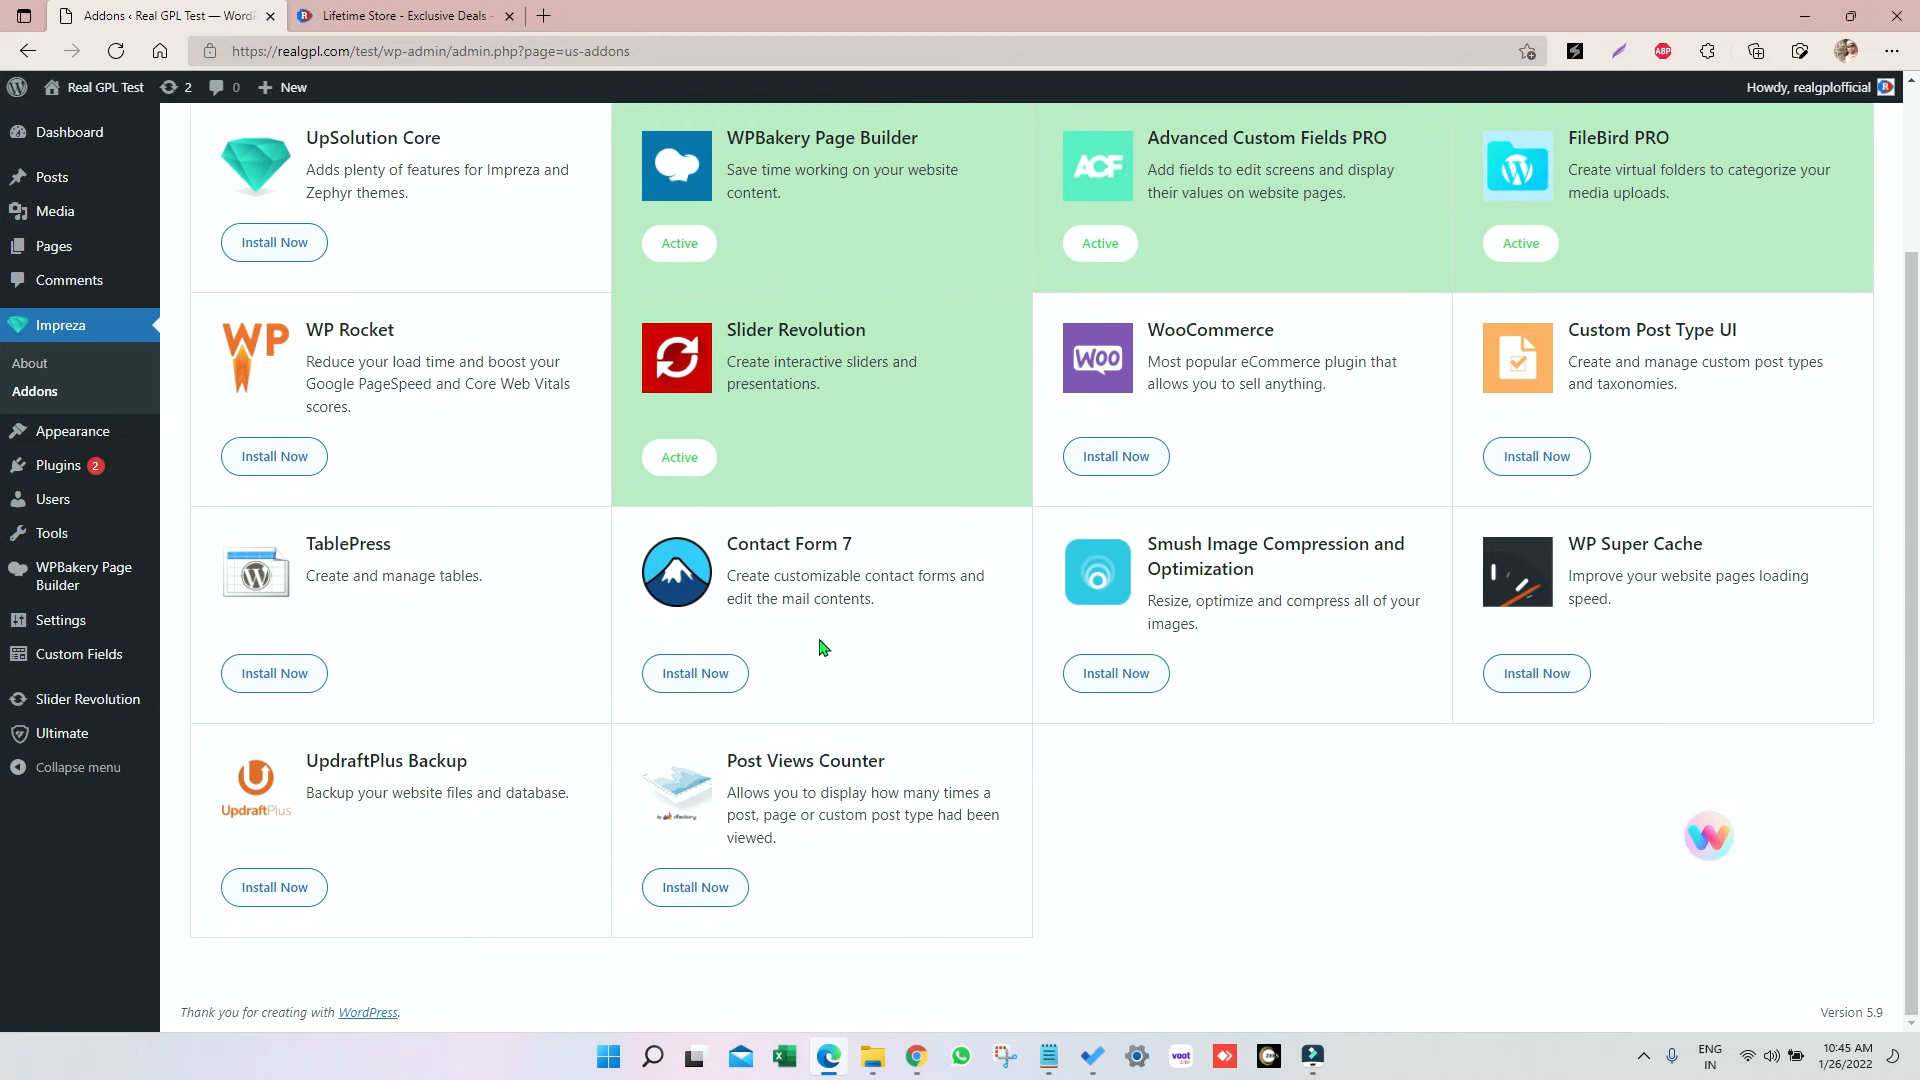 Addons ‹ Real GPL Test — WordP
Lifetime Store - Exclusive Deals -
https://realgpl.com/test/wp-admin/admin.php?page=us-addons
ABP
Real GPL Test
2
0
New
Howdy, realgplofficial
R
Dashboard
Posts
Media
Pages
Comments
Impreza
About
Addons
Appearance
Plugins 2
Users
Tools
WPBakery Page
Builder
Settings
Custom Fields
Slider Revolution
Ultimate
Collapse menu
UpSolution Core
Adds plenty of features for Impreza and
Zephyr themes.
Install Now
WPBakery Page Builder
Save time working on your website
content.
Active
ACF
Advanced Custom Fields PRO
Add fields to edit screens and display
their values on website pages.
Active
FileBird PRO
Create virtual folders to categorize your
media uploads.
Active
WP
WP Rocket
Reduce your load time and boost your
Google PageSpeed and Core Web Vitals
scores.
Install Now
Slider Revolution
Create interactive sliders and
presentations.
Active
WOO
WooCommerce
Most popular eCommerce plugin that
allows you to sell anything.
Install Now
Custom Post Type UI
Create and manage custom post types
and taxonomies.
Install Now
TablePress
Create and manage tables.
Install Now
Contact Form 7
Create customizable contact forms and
edit the mail contents.
Install Now
Smush Image Compression and
Optimization
Resize, optimize and compress all of your
images.
Install Now
WP Super Cache
Improve your website pages loading
speed.
Install Now
UpdraftPlus
UpdraftPlus Backup
Backup your website files and database.
Install Now
Post Views Counter
Allows you to display how many times a
post, page or custom post type had been
viewed.
Install Now
Thank you for creating with WordPress.
Version 5.9
voot
ENG
IN
10:45 AM
1/26/2022